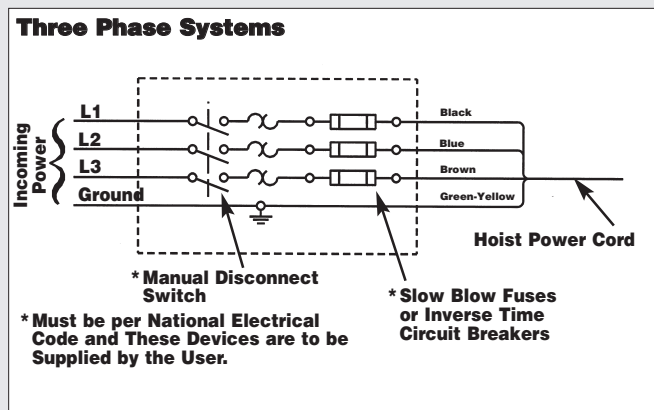 Three Phase Systems
L1
Black
L2
Blue
L3
Brown
Incoming
Power
Ground
Green-Yellow
Hoist Power Cord
*Manual Disconnect
Switch
*Slow Blow Fuses
or Inverse Time
Circuit Breakers
*Must be per National Electrical
Code and These Devices are to be
Supplied by the User.